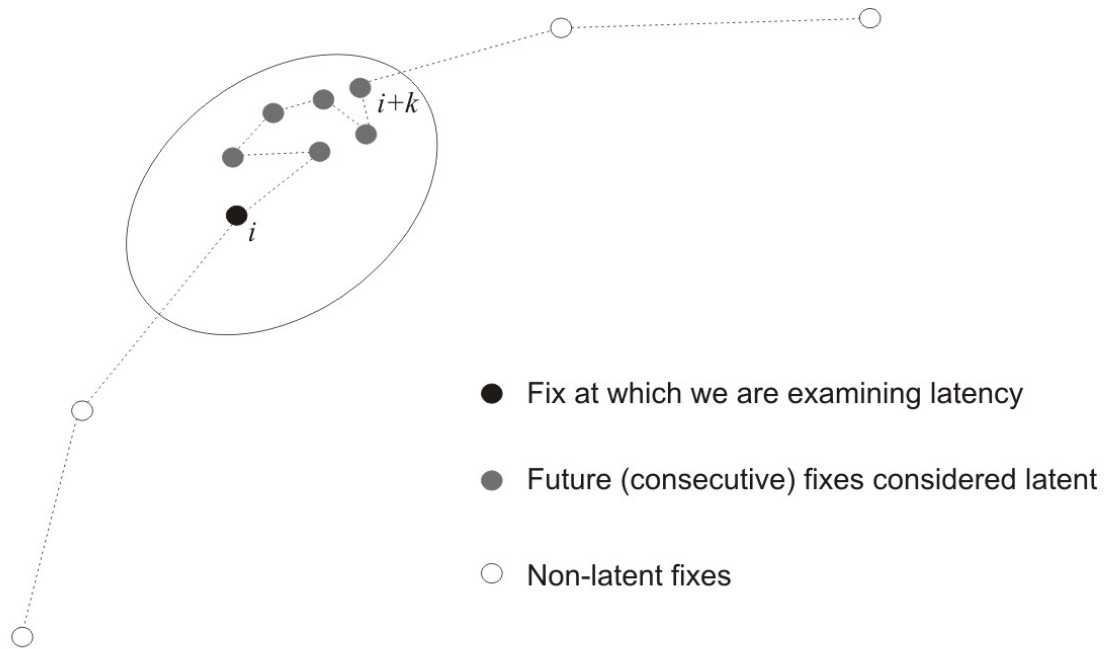 i+k
i
Fix at which we are examining latency
Future (consecutive) fixes considered latent
Non-latent fixes